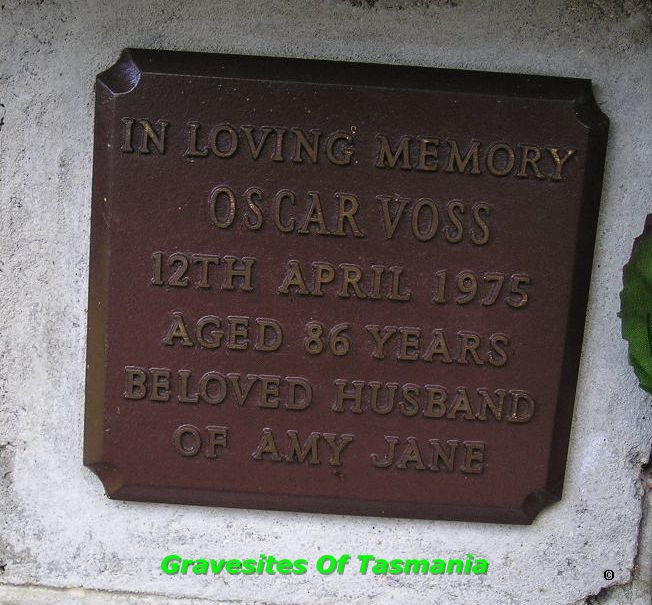 IN LOVING MEMORY
OSCAR VOSS
12TH APRIL 1975
AGED 86 YEARS
BELOVED HUSBAND
OF AMY JANE
Gravesites Of Tasmania
©